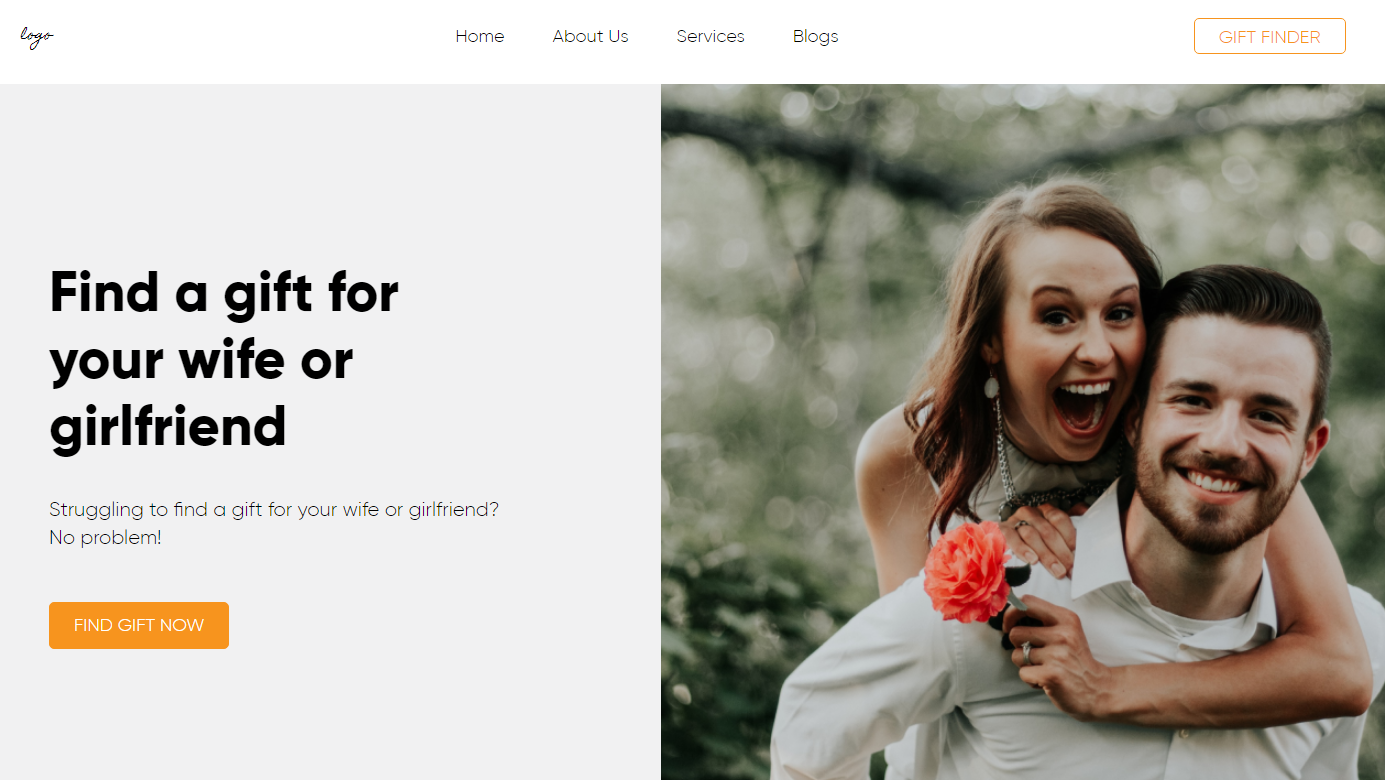 logo
Home
About Us
Services
Blogs
GIFT FINDER
Find a gift for
your wife or
girlfriend
Struggling to find a gift for your wife or girlfriend?
No problem!
FIND GIFT NOW